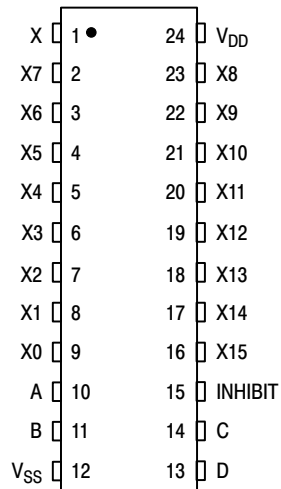 X 1 24 VDD
X7 2 23 X8
X6 3 22 X9
X5 4 21 X10
X4 5 20 X11
X3 6 19 X12
X2 7 18 X13
X1 8 17 X14
X0 9 16 X15
A 10 15 INHIBIT
B 11 14 C
VSS 12 13 D